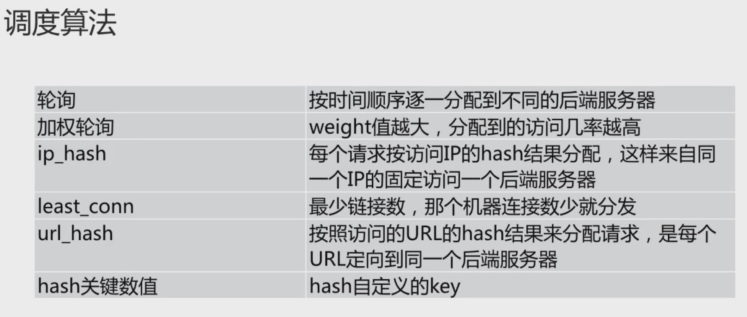 调度算法
轮询 按时间顺序逐一分配到不同的后端服务器
加权轮询 weight值越大，分配到的访问几率越高
ip_hash 每个请求按访问IP的hash结果分配，这样来自同
一个IP的固定访问一个后端服务器
least_conn 最少链接数，那个机器连接数少就分发
url_hash 按照访问的URL的hash结果来分配请求，是每个
URL定向到同一个后端服务器
hash关键数值 hash自定义的key